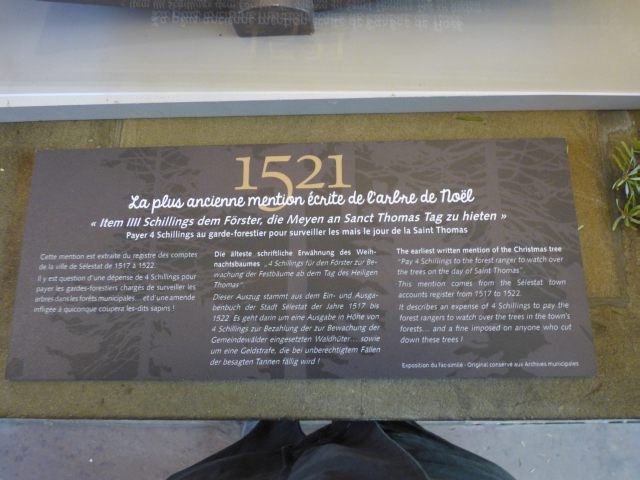 1521
La plus ancienne mention écrite de l'arbre de Noël
« Item IIII Schillings dem Förster, die Meyen an Sanct Thomas Tag zu hieten »
Payer 4 Schillings au garde-forestier pour surveiller les mais le jour de la Saint Thomas
Cette mention est extraite du registre des comptes
de la ville de Sélestat de 1517 à 1522.
Il y est question d'une dépense de 4 Schillings pour
payer les gardes-forestiers chargés de surveiller les
arbres dans les forêts municipales... et d'une amende
infligée à quiconque coupera les-dits sapins !
Die älteste schriftliche Erwähnung des Weih-
nachtsbaumes „4 Schillings für den Förster zur Be-
wachung der Festbäume ab dem Tag des Heiligen
Thomas"
Dieser Auszug stammt aus dem Ein- und Ausga-
benbuch der Stadt Sélestat der Jahre 1517 bis
1522. Es geht darin um eine Ausgabe in Höhe von
4 Schillings zur Bezahlung der zur Bewachung der
Gemeindewälder eingesetzten Waldhüter... sowie
um eine Geldstrafe, die bei unberechtigtem Fällen
der besagten Tannen fällig wird !
The earliest written mention of the Christmas tree
"Pay 4 Schillings to the forest ranger to watch over
the trees on the day of Saint Thomas"
This mention comes from the Sélestat town
accounts register from 1517 to 1522.
It describes an expense of 4 Schillings to pay the
forest rangers to watch over the trees in the town's
forests... and a fine imposed on anyone who cut
down these trees !
Exposition du fac-similé - Original conservé aux Archives municipales